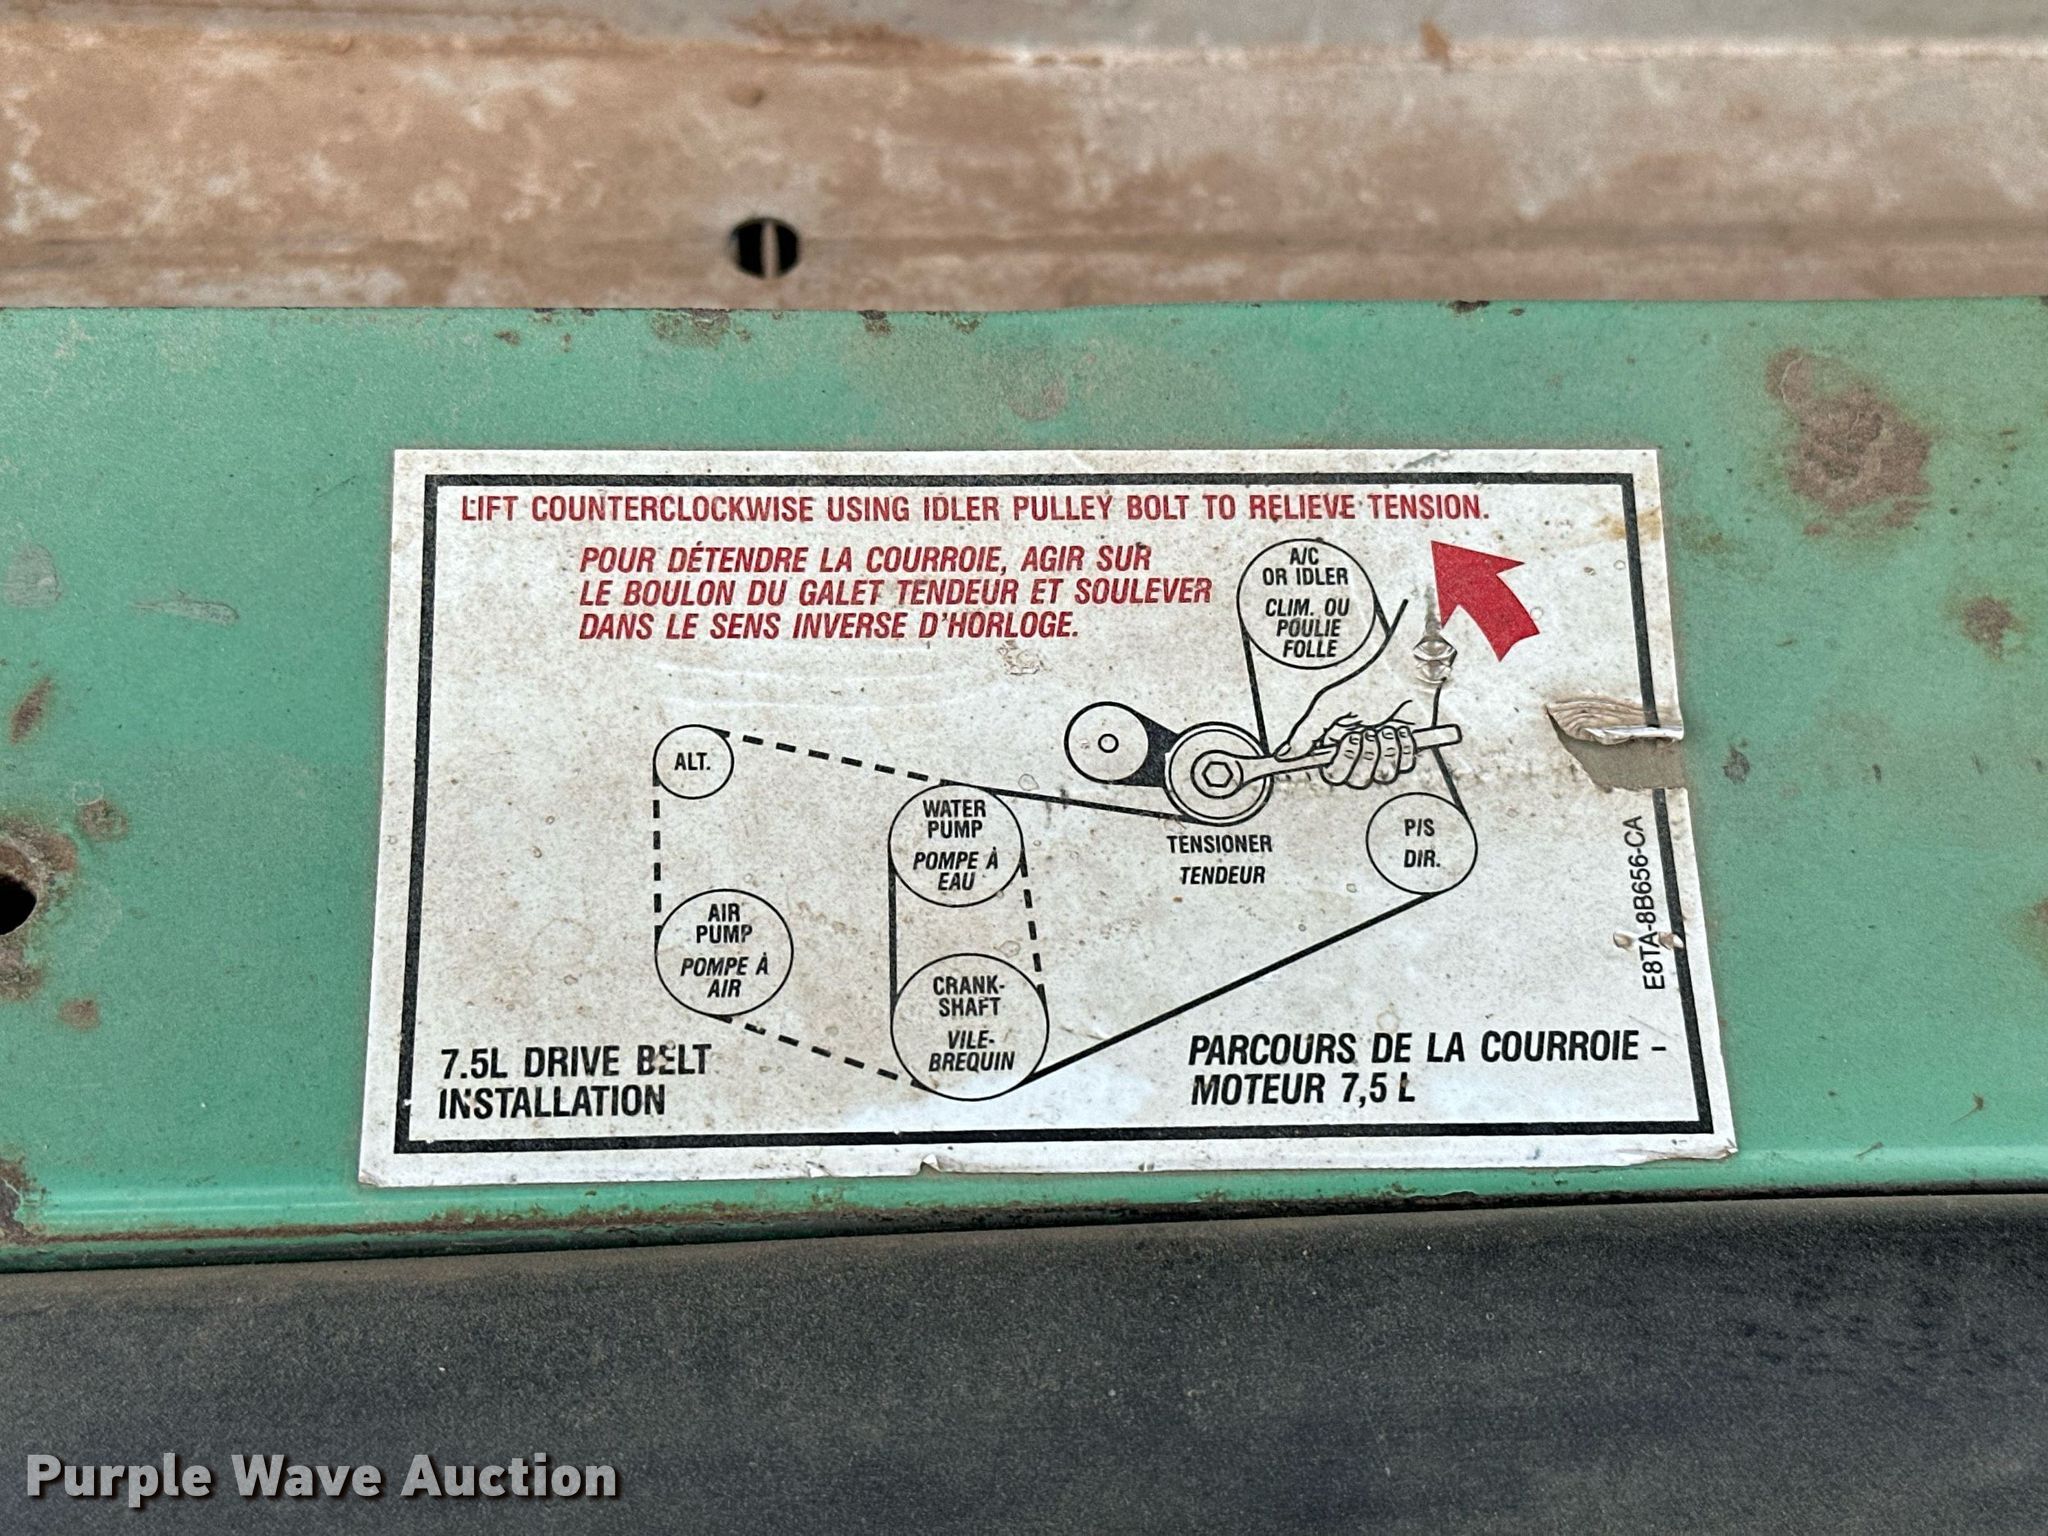 LIFT COUNTERCLOCKWISE USING IDLER PULLEY BOLT TO RELIEVE TENSION.
POUR DÉTENDRE LA COURROIE, AGIR SUR
LE BOULON DU GALET TENDEUR ET SOULEVER
DANS LE SENS INVERSE D'HORLOGE.
A/C
OR IDLER
CLIM. OU
POULIE
FOLLE
ALT.
WATER
PUMP
POMPE À
EAU
TENSIONER
TENDEUR
P/S
DIR.
AIR
PUMP
POMPE À
AIR
CRANK-
SHAFT
VILE-
BREQUIN
E8TA-8B656-CA
7.5L DRIVE BELT
INSTALLATION
PARCOURS DE LA COURROIE -
MOTEUR 7,5 L
Purple Wave Auction